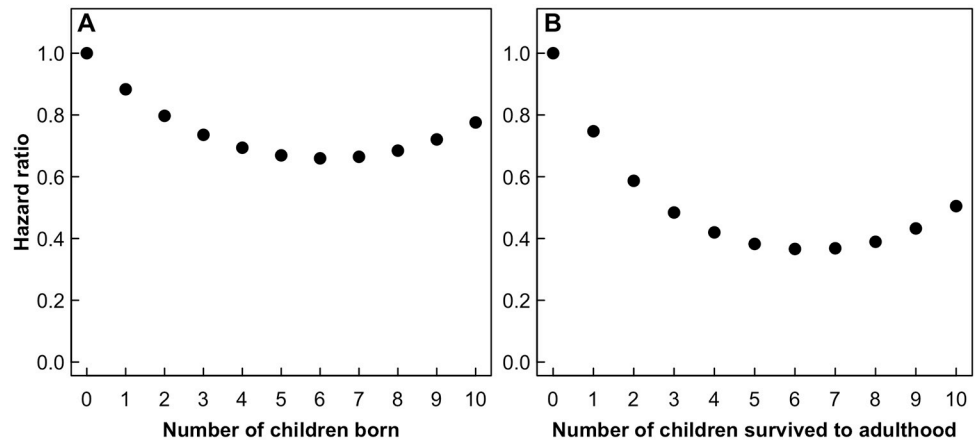 A
B
Hazard ratio
1.0
0.8
0.6
0.4
0.2
0.0
0 1 2 3 4 5 6 7 8 9 10
Number of children born
1.0
0.8
0.6
0.4
0.2
0.0
0 1 2 3 4 5 6 7 8 9 10
Number of children survived to adulthood